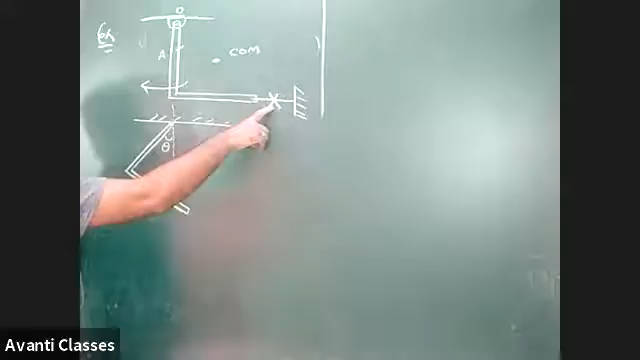 Ex
O
A
COM
θ
Avanti Classes